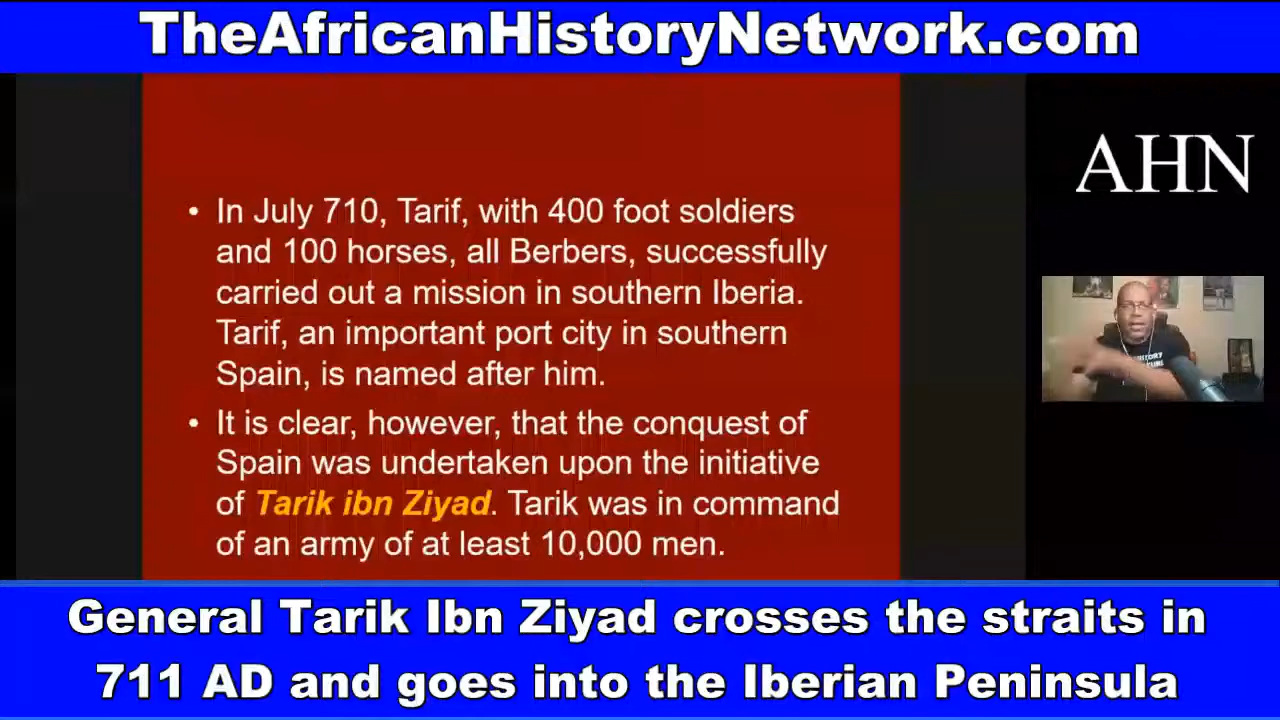 TheAfricanHistoryNetwork.com
AHN
• In July 710, Tarif, with 400 foot soldiers
and 100 horses, all Berbers, successfully
carried out a mission in southern Iberia.
Tarif, an important port city in southern
Spain, is named after him.
• It is clear, however, that the conquest of
Spain was undertaken upon the initiative
of Tarik ibn Ziyad. Tarik was in command
of an army of at least 10,000 men.
General Tarik Ibn Ziyad crosses the straits in
711 AD and goes into the Iberian Peninsula